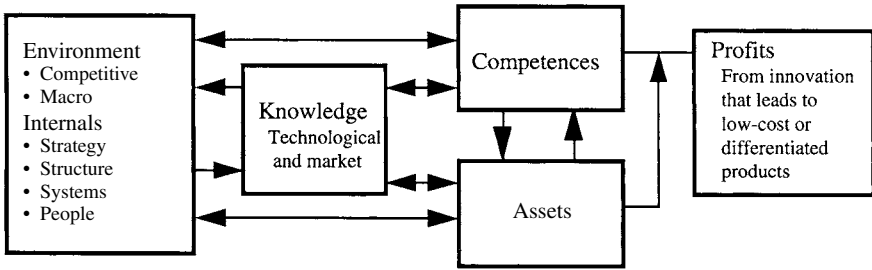 Environment
• Competitive
• Macro
Internals
• Strategy
• Structure
• Systems
• People
Knowledge
Technological
and market
Competences
Assets
Profits
From innovation
that leads to
low-cost or
differentiated
products